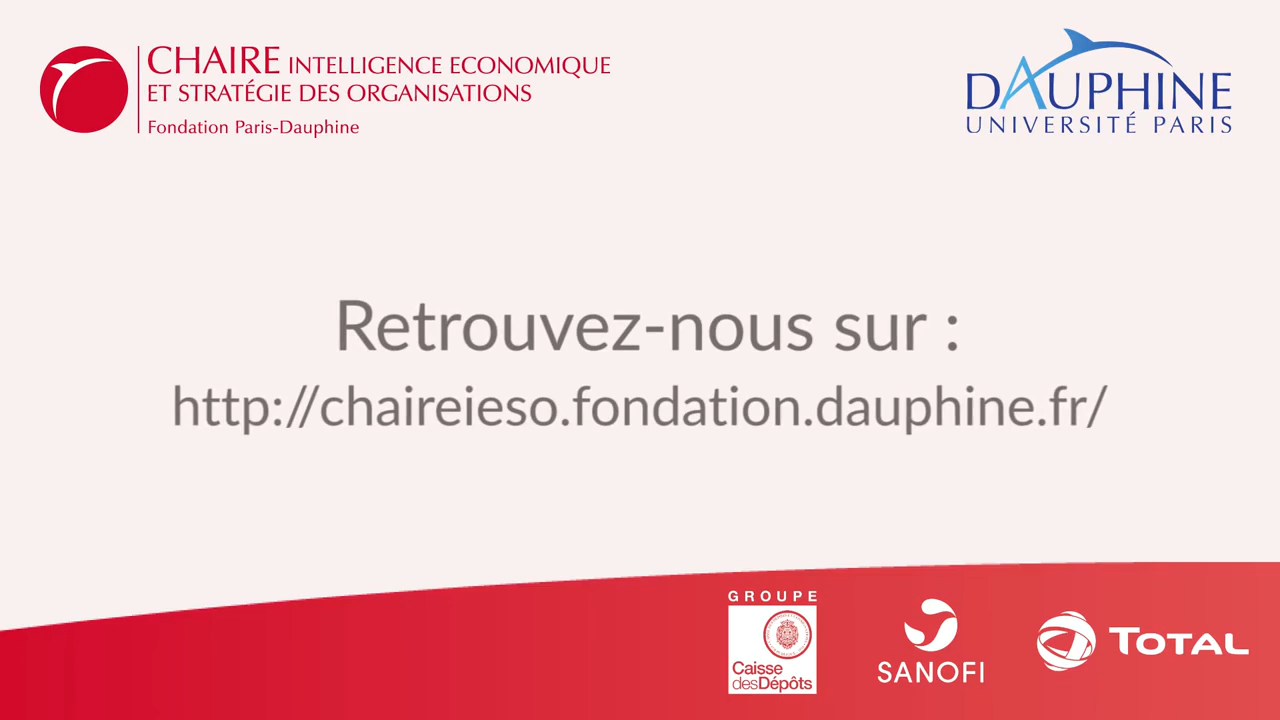 CHAIRE INTELLIGENCE ECONOMIQUE
ET STRATÉGIE DES ORGANISATIONS
Fondation Paris-Dauphine
DAUPHINE
UNIVERSITÉ PARIS
Retrouvez-nous sur :
http://chaireieso.fondation.dauphine.fr/
GROUPE
Caisse
desDépôts
SANOFI
TOTAL